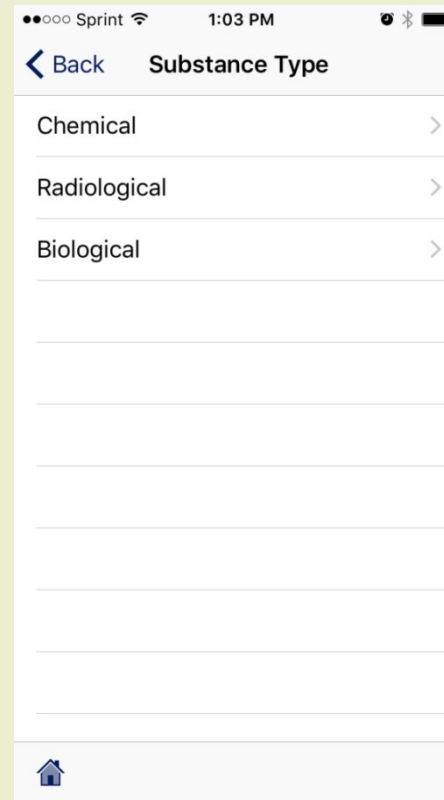 Sprint 1:03 PM
Back Substance Type
Chemical
Radiological
Biological